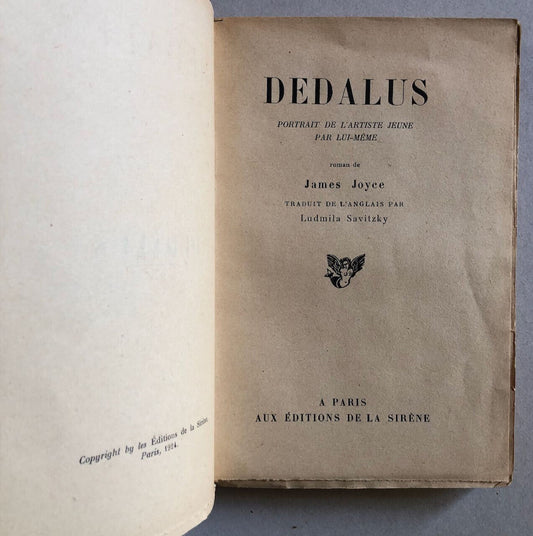 Copyright by les Éditions de la Sirène
Paris, 1924.
DEDALUS
PORTRAIT DE L'ARTISTE JEUNE
PAR LUI-MÊME
roman de
James Joyce
TRADUIT DE L'ANGLAIS PAR
Ludmila Savitzky
A PARIS
AUX ÉDITIONS DE LA SIRÈNE